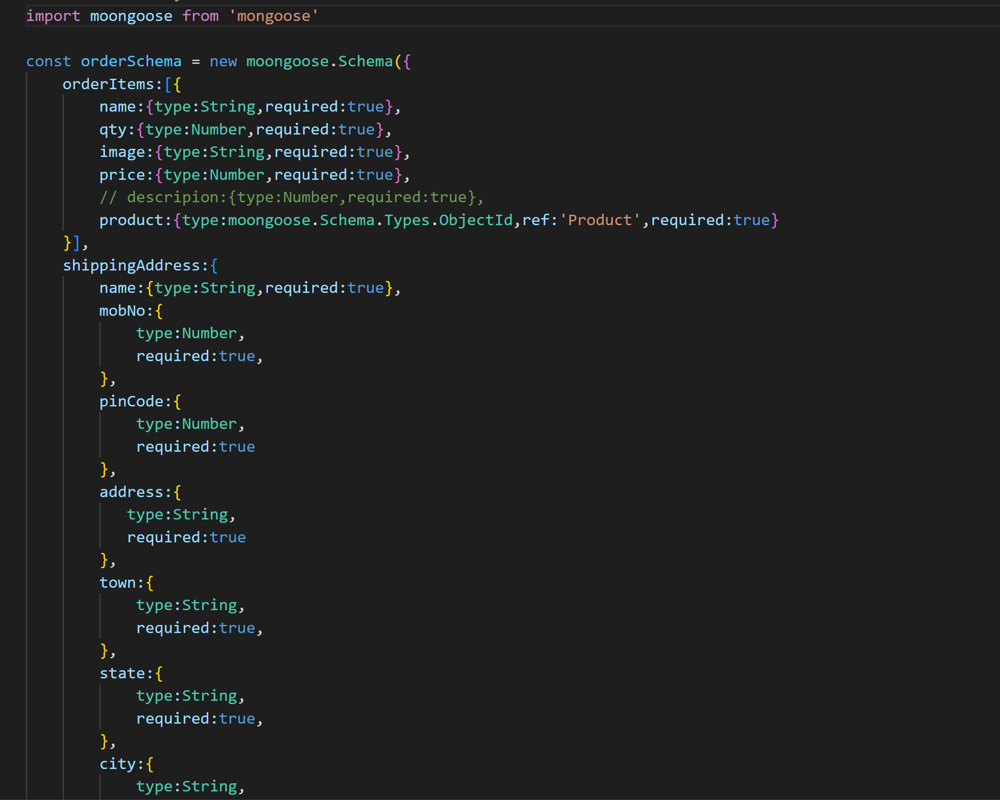 import moongoose from 'mongoose'
const orderSchema = new moongoose.Schema({
orderItems:[{
name:{type:String,required:true},
qty:{type:Number,required:true},
image:{type:String,required:true},
price:{type:Number,required:true},
// descripion:{type:Number,required:true},
product:{type:moongoose.Schema.Types.ObjectId,ref:'Product',required:true}
}],
shippingAddress:{
name:{type:String,required:true},
mobNo:{
type:Number,
required:true,
},
pinCode:{
type:Number,
required:true
},
address:{
type:String,
required:true
},
town:{
type:String,
required:true,
},
state:{
type:String,
required:true,
},
city:{
type:String,